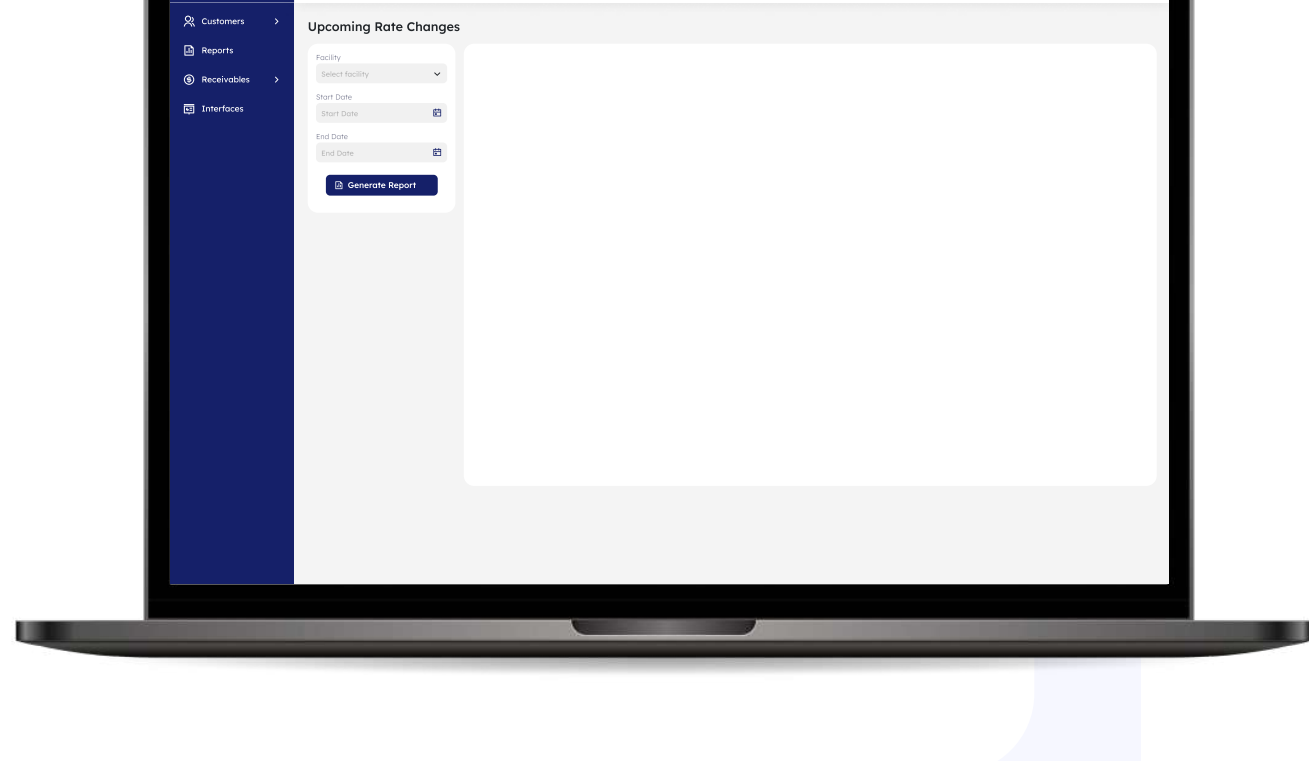 Customers
Reports
Receivables
Interfaces
Upcoming Rate Changes
Facility
Select facility
Start Date
Start Date
End Date
End Date
Generate Report